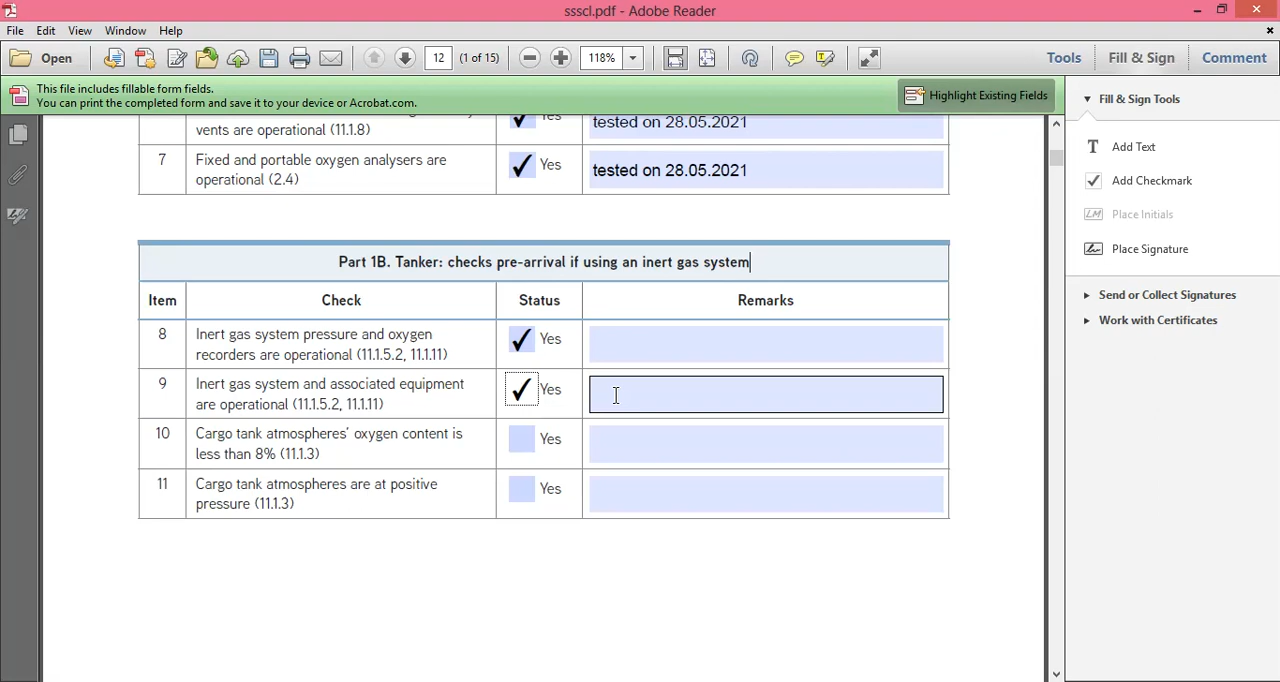 ssscl.pdf - Adobe Reader
File Edit View Window Help
Open 12 (1 of 15) 118% Tools Fill & Sign Comment
This file includes fillable form fields.
You can print the completed form and save it to your device or Acrobat.com.
Highlight Existing Fields
vents are operational (11.1.8) Yes tested on 28.05.2021
7 Fixed and portable oxygen analysers are Yes tested on 28.05.2021
operational (2.4)
Part 1B. Tanker: checks pre-arrival if using an inert gas system
Item Check Status Remarks
8 Inert gas system pressure and oxygen Yes
recorders are operational (11.1.5.2, 11.1.11)
9 Inert gas system and associated equipment Yes
are operational (11.1.5.2, 11.1.11)
10 Cargo tank atmospheres' oxygen content is Yes
less than 8% (11.1.3)
11 Cargo tank atmospheres are at positive Yes
pressure (11.1.3)
Fill & Sign Tools
T Add Text
Add Checkmark
LM Place Initials
Place Signature
Send or Collect Signatures
Work with Certificates